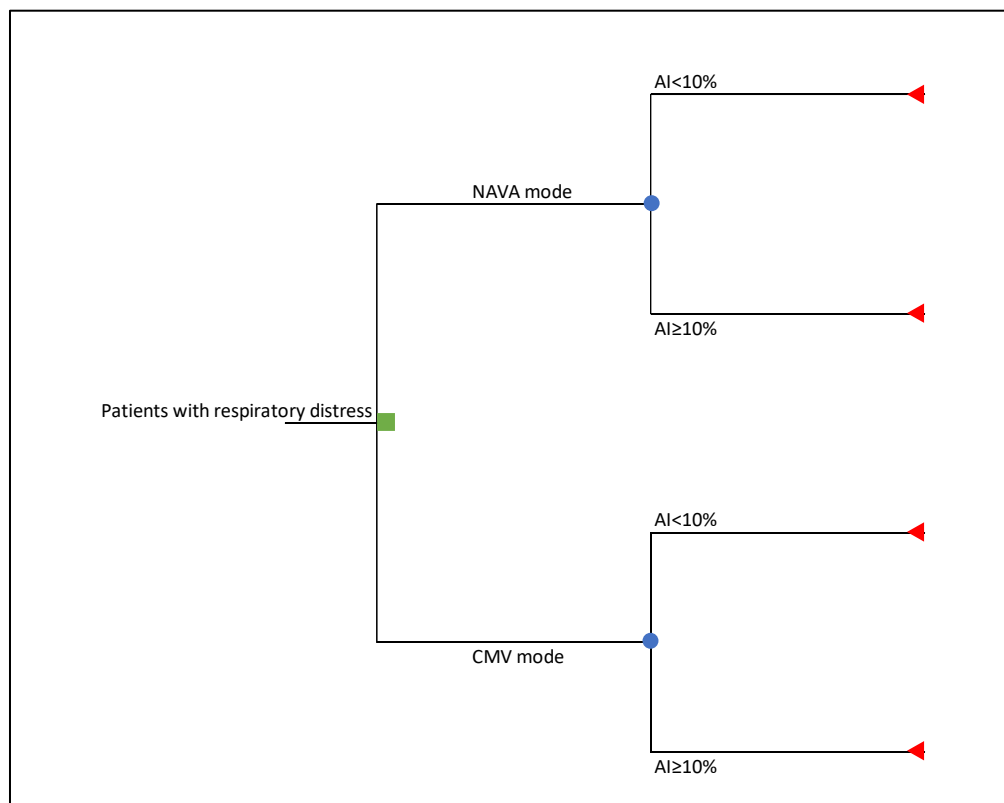 AI<10%
NAVA mode
AI≥10%
Patients with respiratory distress
AI<10%
CMV mode
AI≥10%